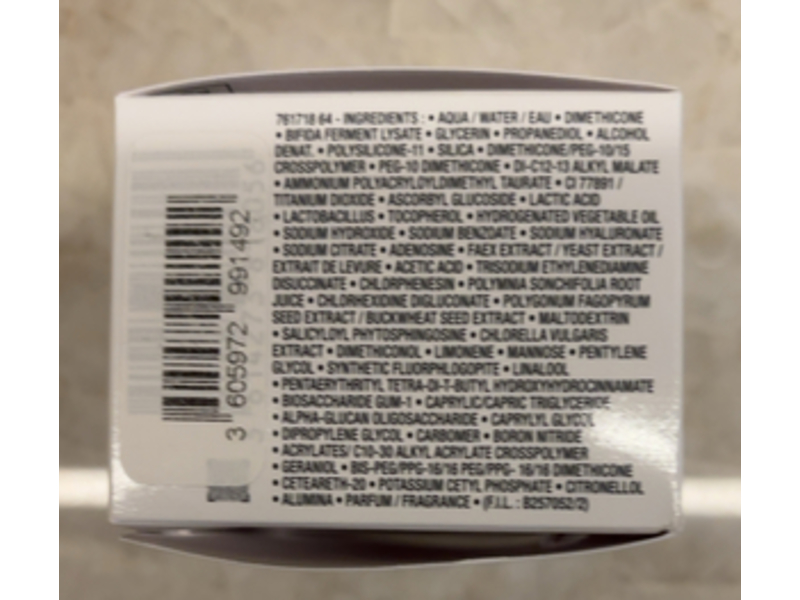 761718 64 - INGREDIENTS : • AQUA / WATER / EAU • DIMETHICONE
• BIFIDA FERMENT LYSATE • GLYCERIN • PROPANEDIOL • ALCOHOL
DENAT. • POLYSILICONE-11 • SILICA • DIMETHICONE/PEG-10/15
CROSSPOLYMER • PEG-10 DIMETHICONE • DI-C12-13 ALKYL MALATE
• AMMONIUM POLYACRYLOYLDIMETHYL TAURATE • CI 77891 /
TITANIUM DIOXIDE • ASCORBYL GLUCOSIDE • LACTIC ACID
• LACTOBACILLUS • TOCOPHEROL • HYDROGENATED VEGETABLE OIL
• SODIUM HYDROXIDE • SODIUM BENZOATE • SODIUM HYALURONATE
• SODIUM CITRATE • ADENOSINE • FAEX EXTRACT / YEAST EXTRACT /
EXTRAIT DE LEVURE • ACETIC ACID • TRISODIUM ETHYLENEDIAMINE
DISUCCINATE • CHLORPHENESIN • POLYMNIA SONCHIFOLIA ROOT
JUICE • CHLORHEXIDINE DIGLUCONATE • POLYGONUM FAGOPYRUM
SEED EXTRACT / BUCKWHEAT SEED EXTRACT • MALTODEXTRIN
• SALICYLOYL PHYTOSPHINGOSINE • CHLORELLA VULGARIS
EXTRACT • DIMETHICONOL • LIMONENE • MANNOSE • PENTYLENE
GLYCOL • SYNTHETIC FLUORPHLOGOPITE • LINALOOL
• PENTAERYTHRITYL TETRA-DI-T-BUTYL HYDROXYHYDROCINNAMATE
• BIOSACCHARIDE GUM-1 • CAPRYLIC/CAPRIC TRIGLYCERIDE
• ALPHA-GLUCAN OLIGOSACCHARIDE • CAPRYLYL GLYCOL
• DIPROPYLENE GLYCOL • CARBOMER • BORON NITRIDE
• ACRYLATES/ C10-30 ALKYL ACRYLATE CROSSPOLYMER
• GERANIOL • BIS-PEG/PPG-16/16 PEG/PPG- 16/16 DIMETHICONE
• CETEARETH-20 • POTASSIUM CETYL PHOSPHATE • CITRONELLOL
• ALUMINA • PARFUM / FRAGRANCE • (F.I.L. : B257052/2)
3 605972 991492